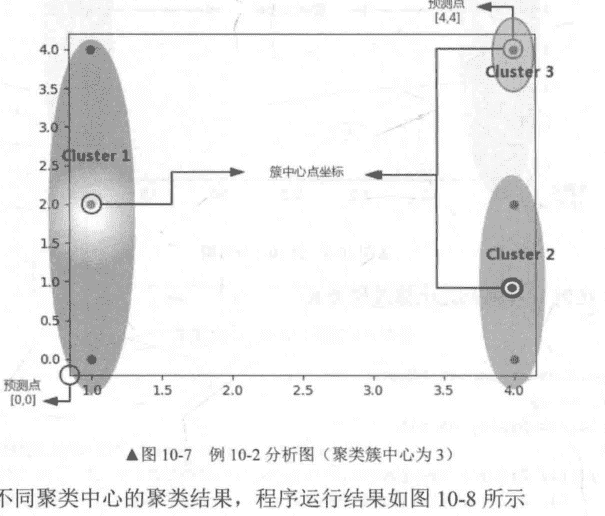 预测点
[4,4]
4.0
Cluster 3
3.5
3.0
Cluster 1
2.5
簇中心点坐标
2.0
1.5
Cluster 2
1.0
0.5
0.0
预测点
[0,0]
1.0 1.5 2.0 2.5 3.0 3.5 4.0
▲图 10-7 例 10-2 分析图（聚类簇中心为 3）
不同聚类中心的聚类结果，程序运行结果如图 10-8 所示